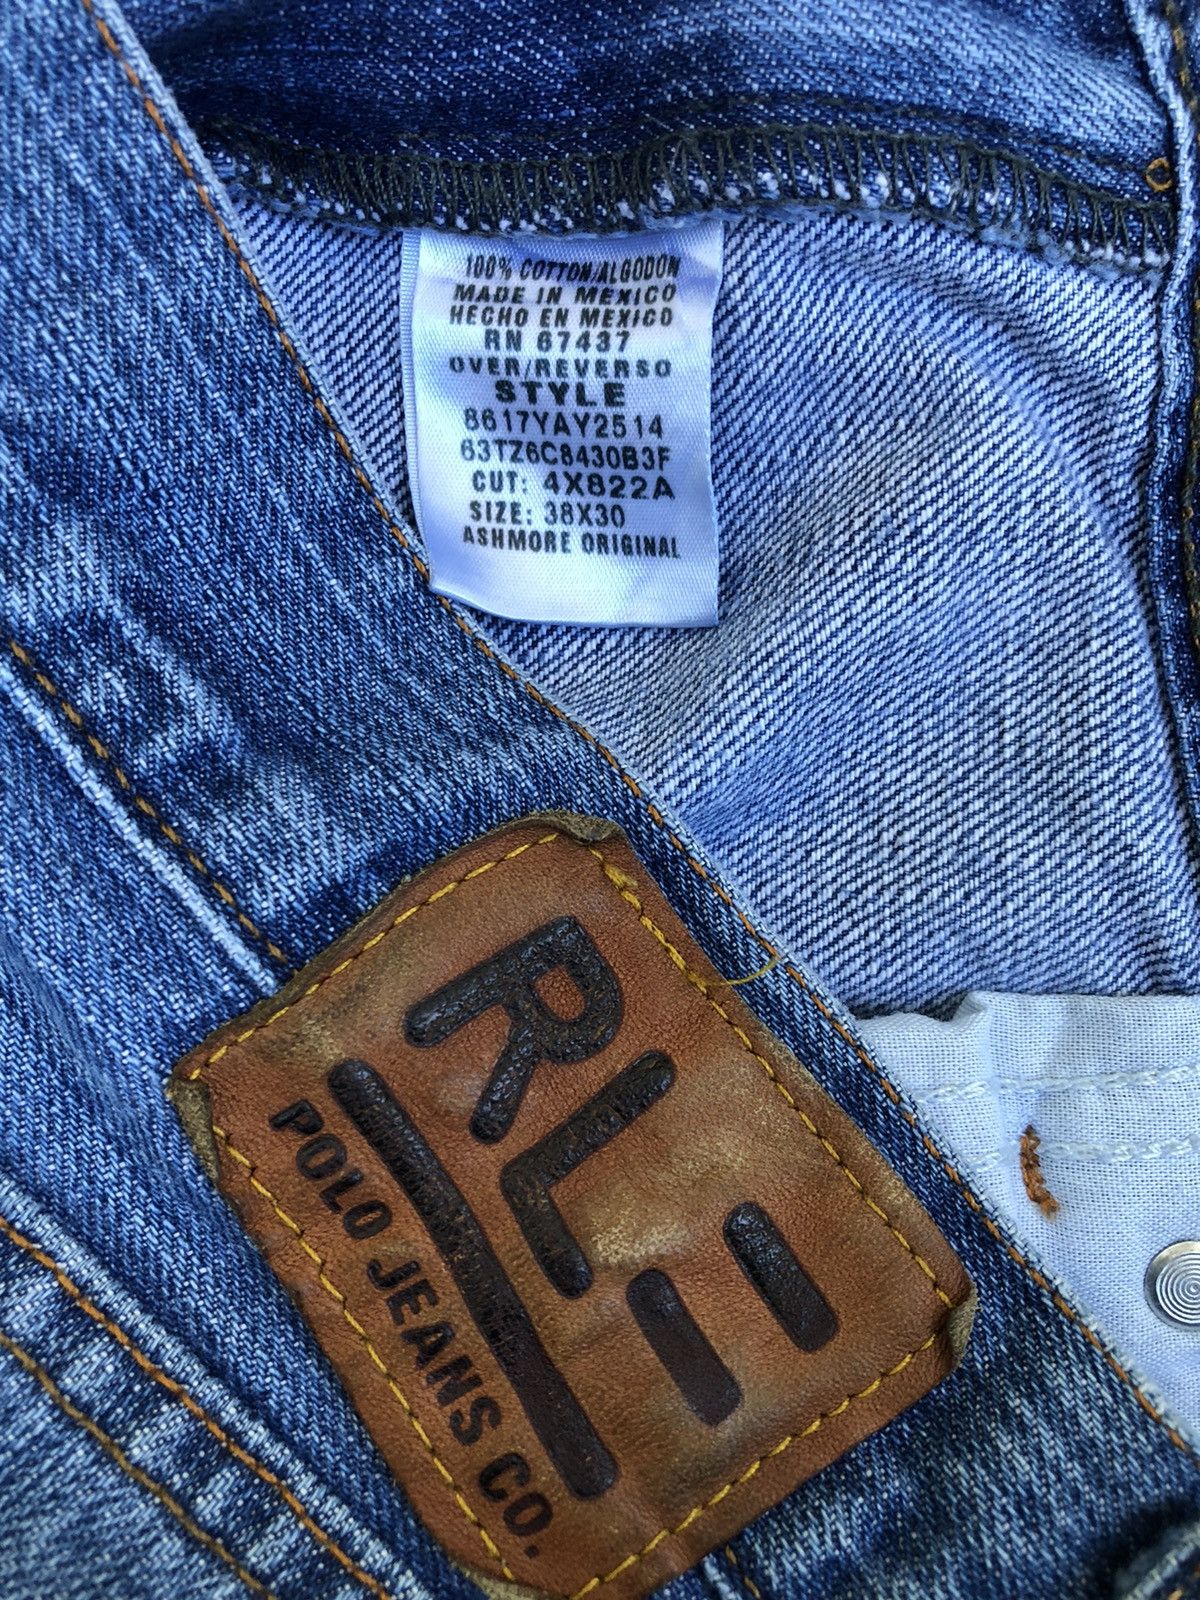 100% COTTON/ALGODON
MADE IN MEXICO
HECHO EN MEXICO
RN 67437
OVER/REVERSO
STYLE
8617YAY2514
63TZ6C8430B3F
CUT: 4X822A
SIZE: 38X30
ASHMORE ORIGINAL
RL
POLO JEANS CO.